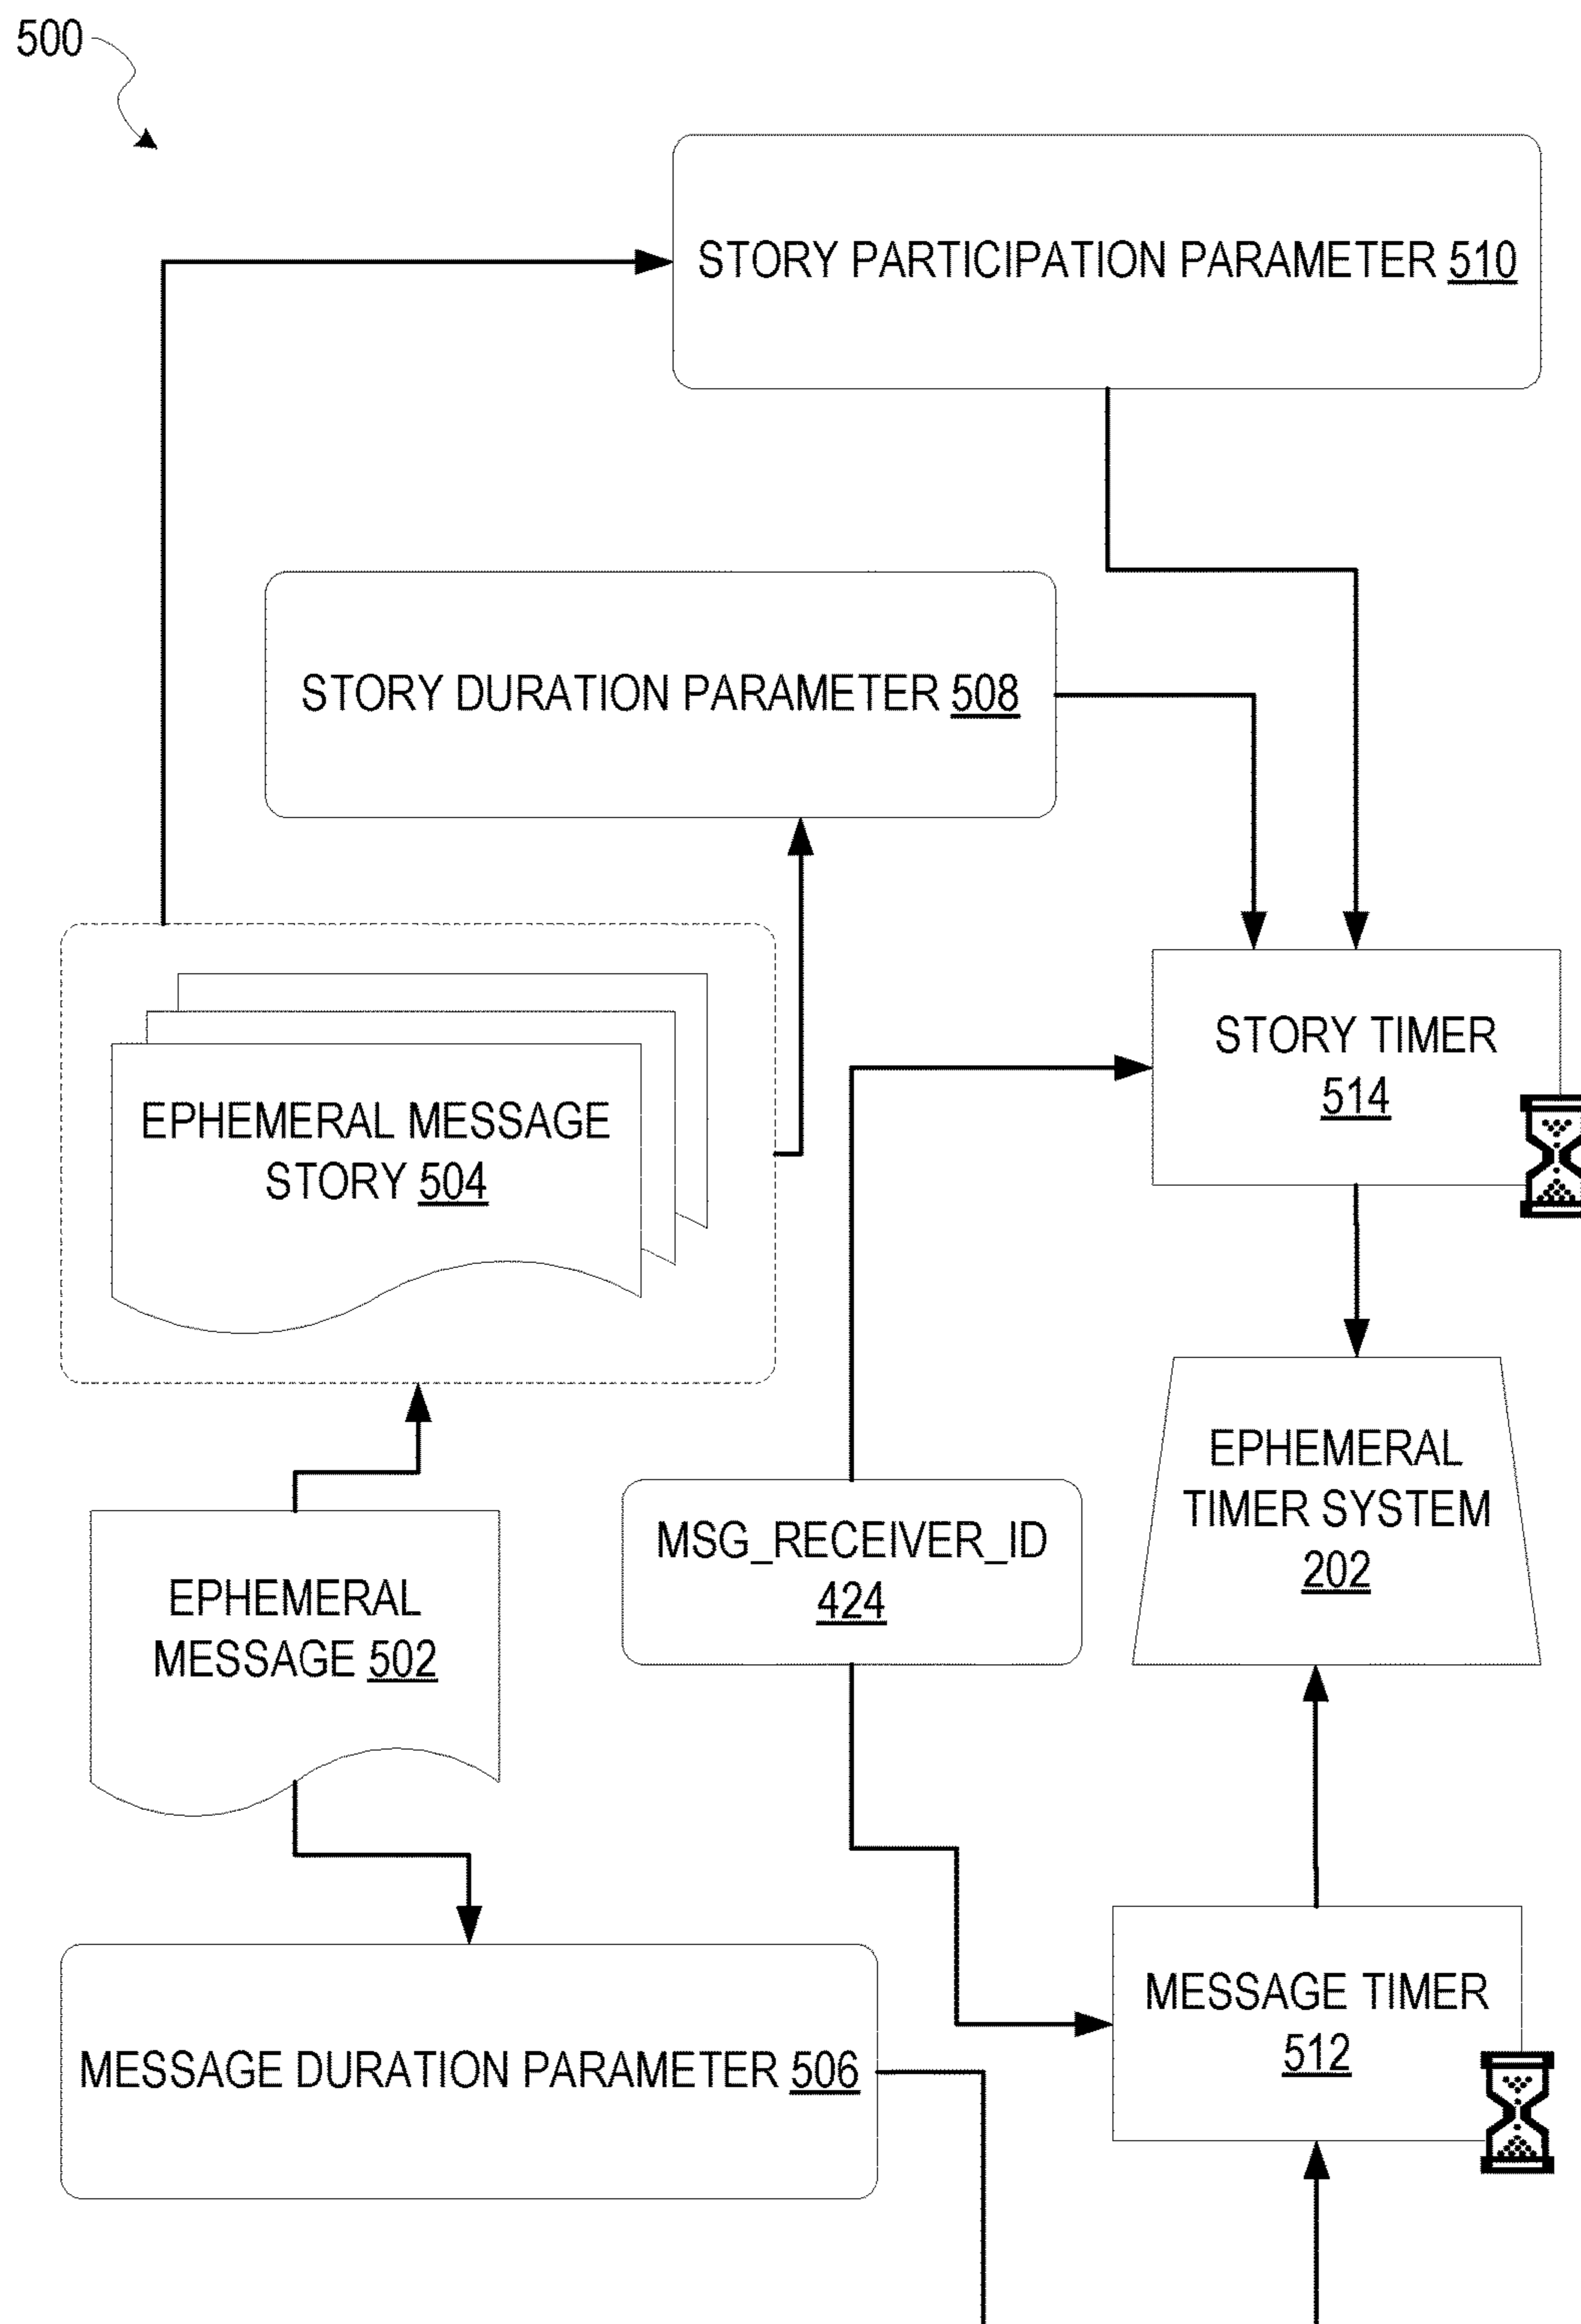 500
STORY PARTICIPATION PARAMETER 510
STORY DURATION PARAMETER 508
STORY TIMER
514
EPHEMERAL MESSAGE
STORY 504
EPHEMERAL
TIMER SYSTEM
202
MSG_RECEIVER_ID
424
EPHEMERAL
MESSAGE 502
MESSAGE TIMER
512
MESSAGE DURATION PARAMETER 506